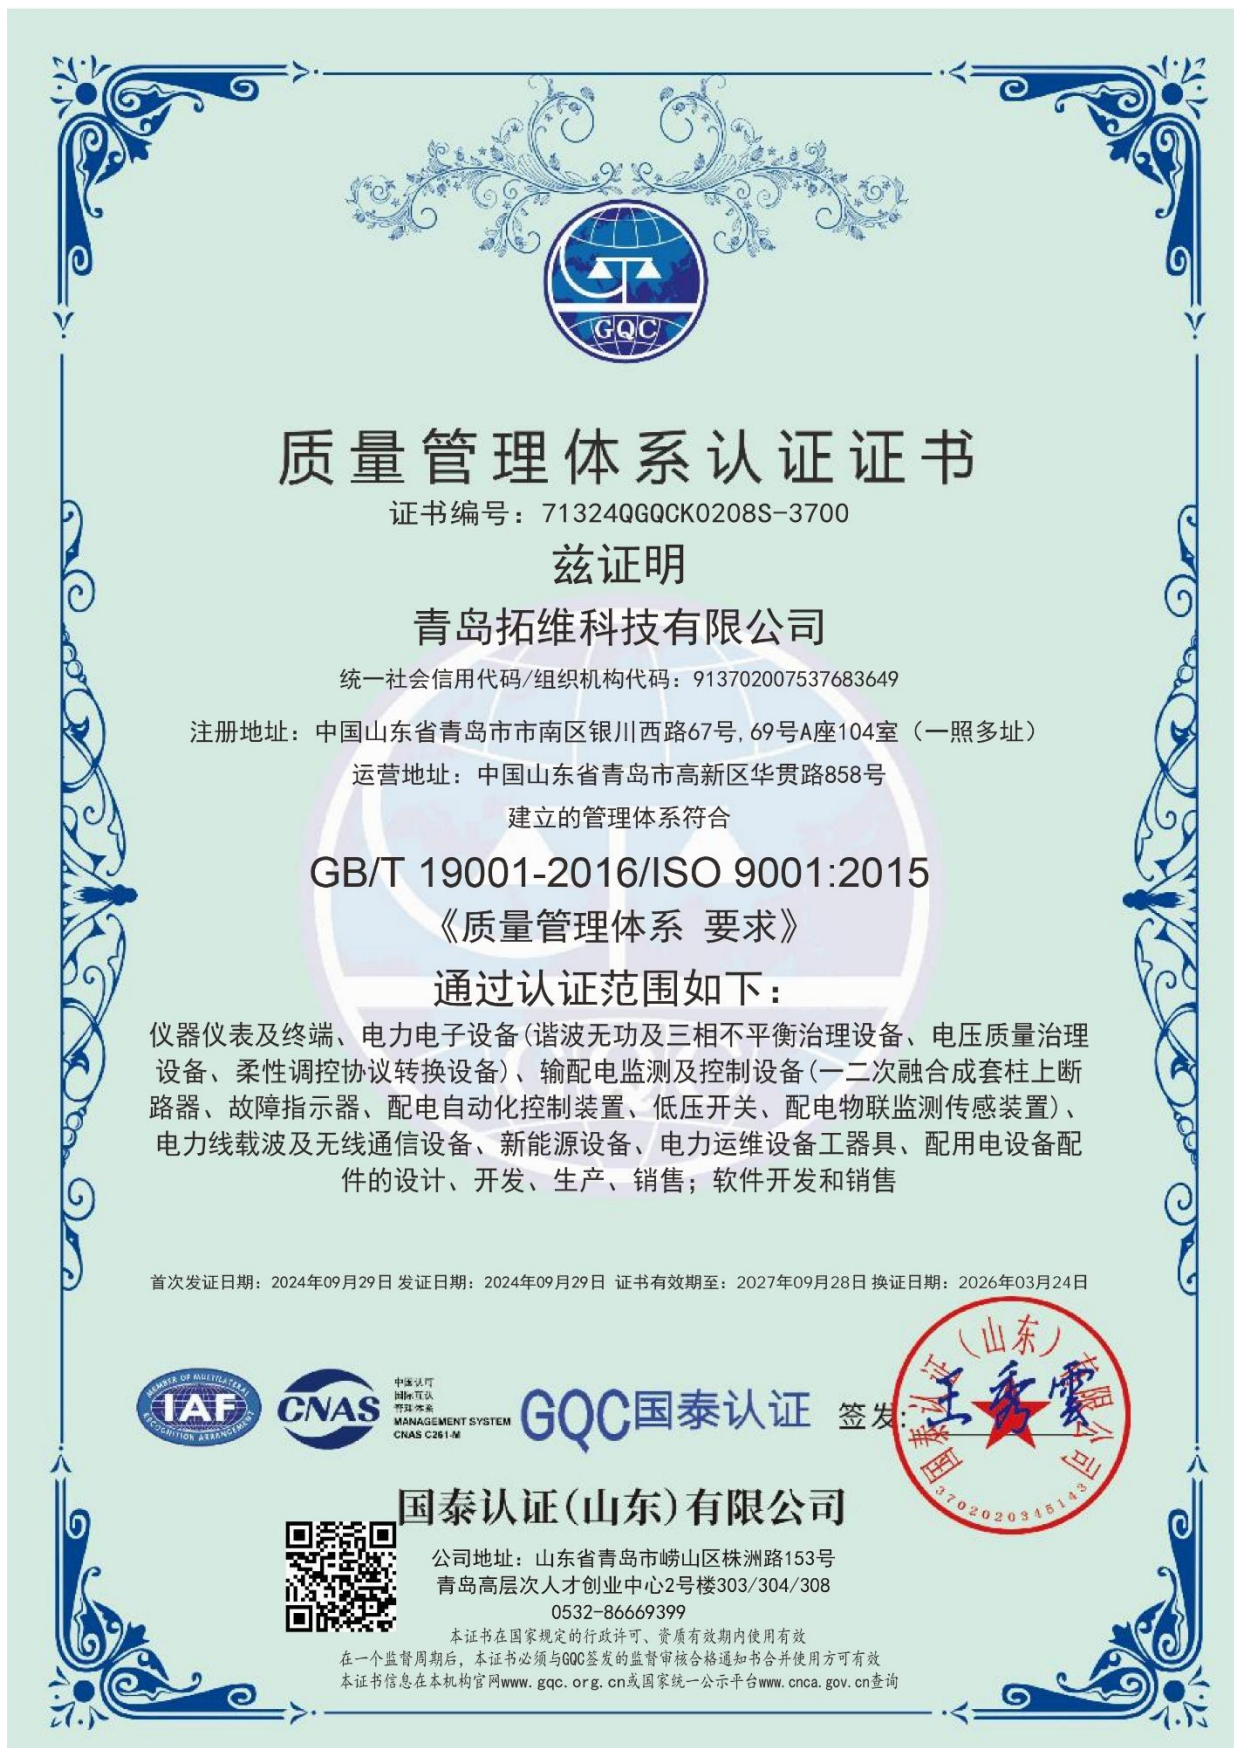 GQC
质量管理体系认证证书
证书编号：71324QGQCK0208S-3700
兹证明
青岛拓维科技有限公司
统一社会信用代码/组织机构代码：913702007537683649
注册地址：中国山东省青岛市市南区银川西路67号,69号A座104室（一照多址）
运营地址：中国山东省青岛市高新区华贯路858号
建立的管理体系符合
GB/T 19001-2016/ISO 9001:2015
《质量管理体系 要求》
通过认证范围如下：
仪器仪表及终端、电力电子设备(谐波无功及三相不平衡治理设备、电压质量治理
设备、柔性调控协议转换设备)、输配电监测及控制设备(一二次融合成套柱上断
路器、故障指示器、配电自动化控制装置、低压开关、配电物联监测传感装置)、
电力线载波及无线通信设备、新能源设备、电力运维设备工器具、配用电设备配
件的设计、开发、生产、销售；软件开发和销售
首次发证日期：2024年09月29日 发证日期：2024年09月29日 证书有效期至：2027年09月28日 换证日期：2026年03月24日
MEMBER OF MULTILATERAL
IAF
RECOGNITION ARRANGEMENT
CNAS
中国认可
国际互认
管理体系
MANAGEMENT SYSTEM
CNAS C261-M
GQC国泰认证
签发：
王秀雲
国泰认证（山东）有限公司
3702020345143
国泰认证(山东)有限公司
公司地址：山东省青岛市崂山区株洲路153号
青岛高层次人才创业中心2号楼303/304/308
0532-86669399
本证书在国家规定的行政许可、资质有效期内使用有效
在一个监督周期后，本证书必须与GQC签发的监督审核合格通知书合并使用方可有效
本证书信息在本机构官网www.gqc.org.cn或国家统一公示平台www.cnca.gov.cn查询